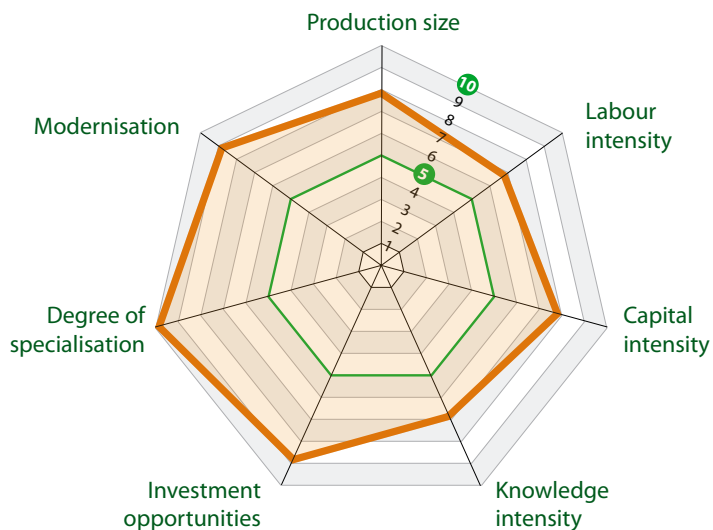 Production size
10
9
8
7
6
5
4
3
2
1
Labour
intensity
Modernisation
Degree of
specialisation
Capital
intensity
Investment
opportunities
Knowledge
intensity